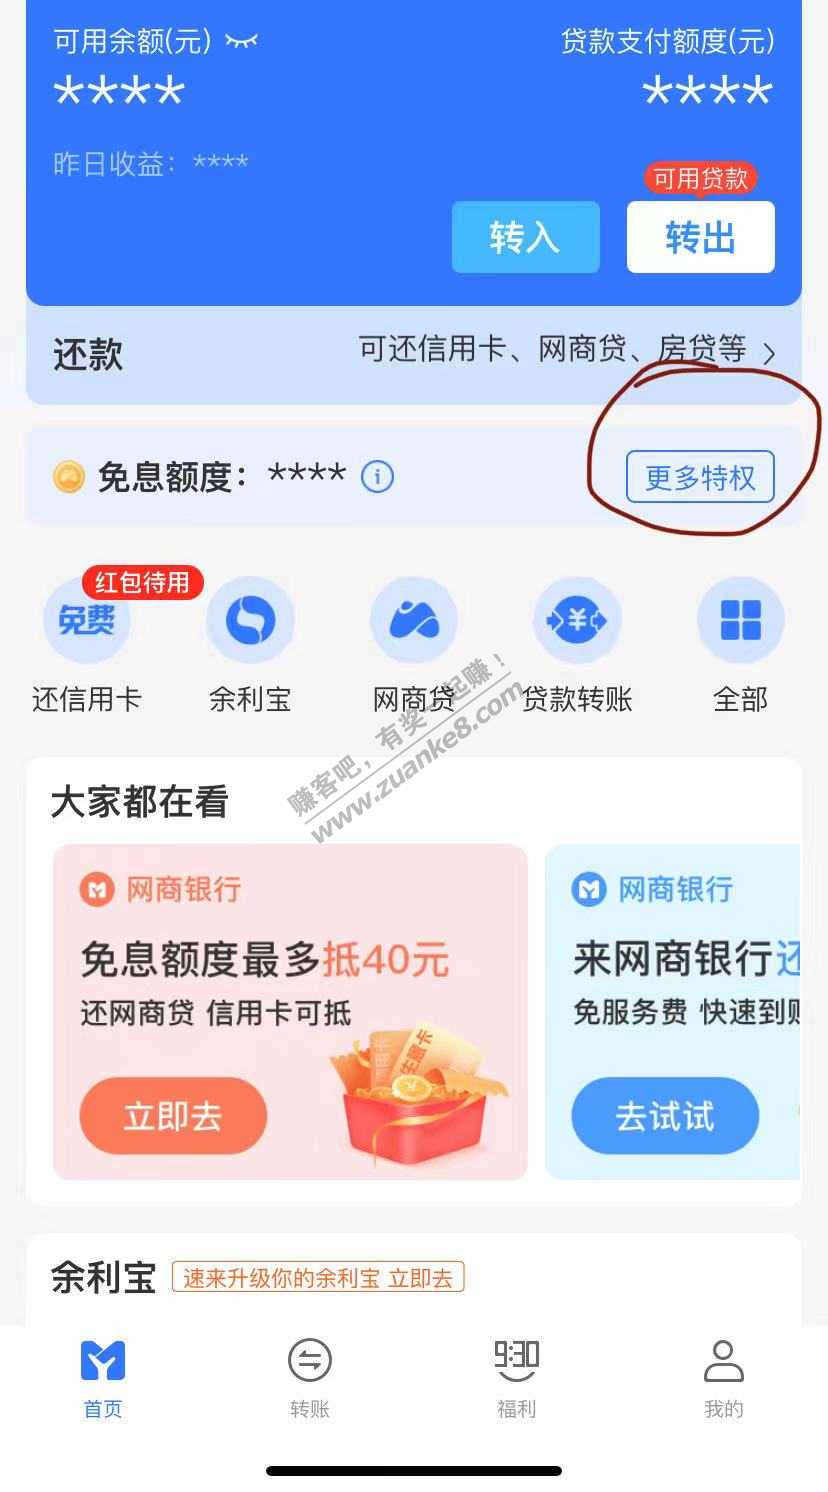 可用余额(元)
贷款支付额度(元)
****
****
昨日收益：****
可用贷款
转入
转出
还款
可还信用卡、网商贷、房贷等
免息额度：****
更多特权
红包待用
免费
还信用卡
余利宝
网商贷
贷款转账
全部
赚客吧，有奖一起赚！
www.zuanke8.com
大家都在看
网商银行
免息额度最多抵40元
还网商贷 信用卡可抵
立即去
网商银行
来网商银行还
免服务费 快速到账
去试试
余利宝
速来升级你的余利宝 立即去
9:30
首页
转账
福利
我的